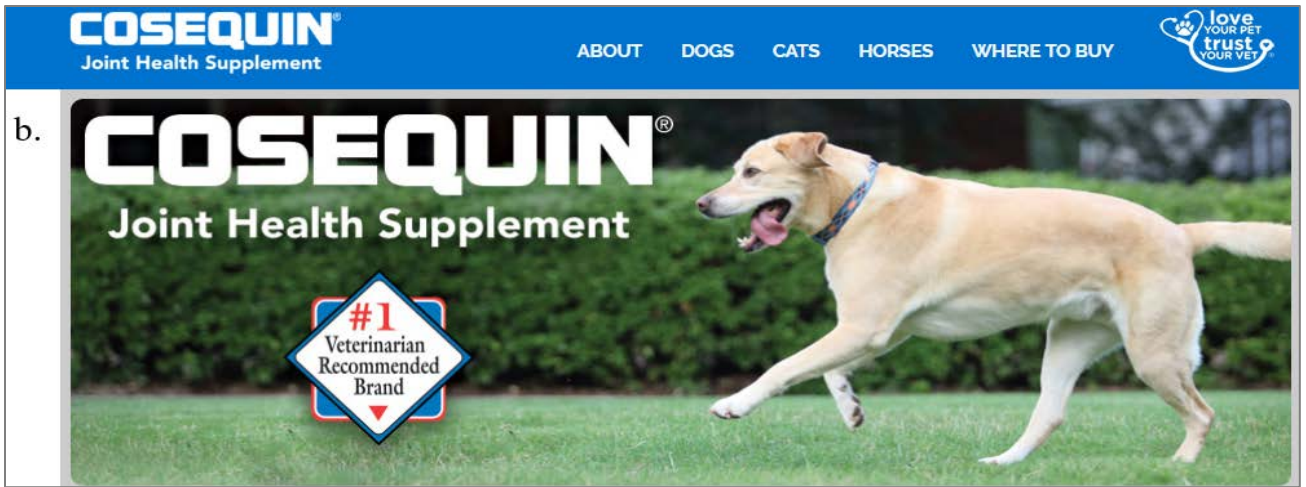 COSEQUIN®
Joint Health Supplement
ABOUT DOGS CATS HORSES WHERE TO BUY
love
YOUR PET
trust
YOUR VET®
b.
COSEQUIN®
Joint Health Supplement
#1
Veterinarian
Recommended
Brand